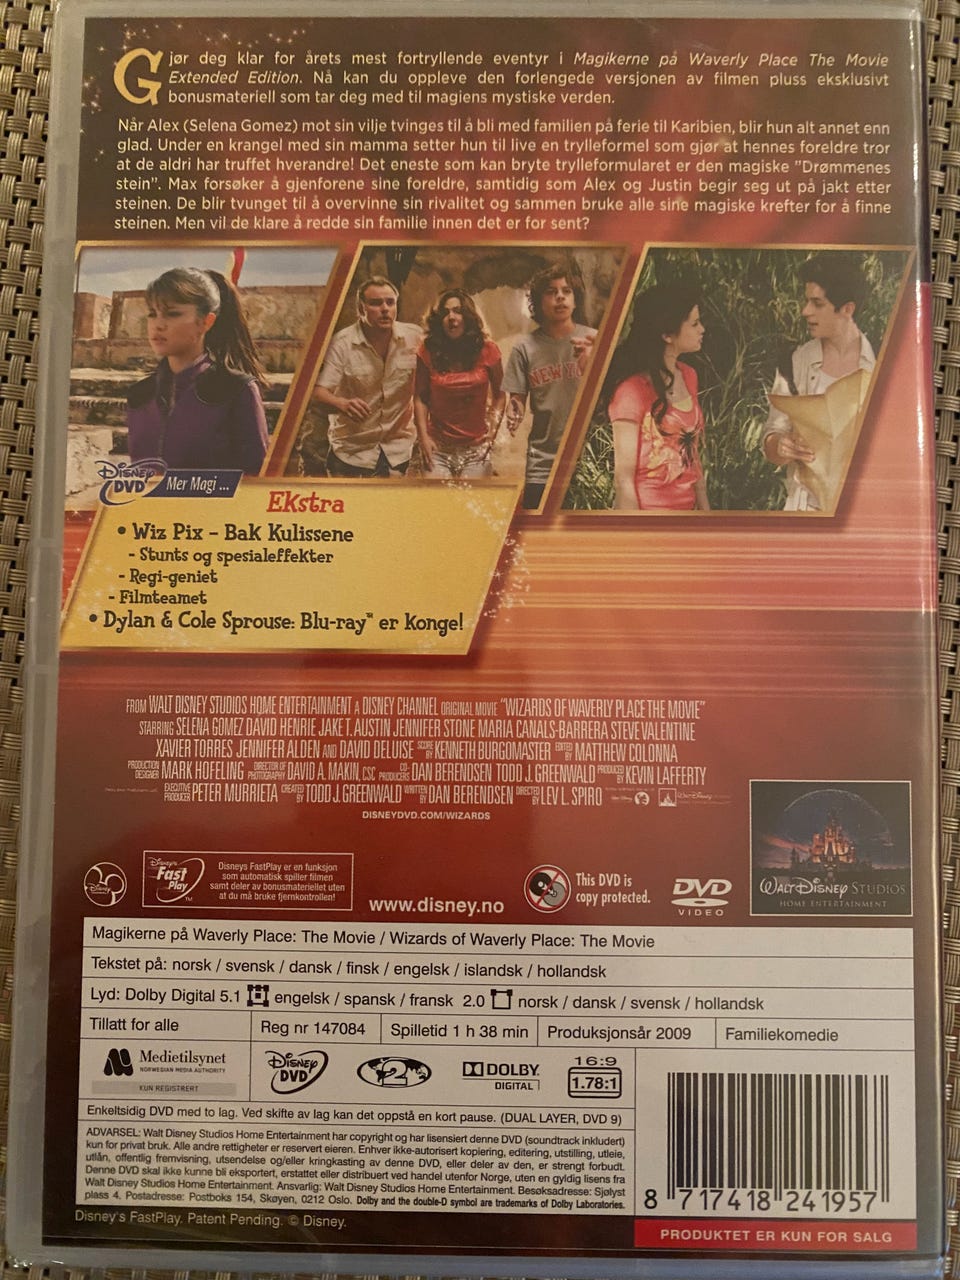 Gjør deg klar for årets mest fortryllende eventyr i Magikerne på Waverly Place The Movie
Extended Edition. Nå kan du oppleve den forlengede versjonen av filmen pluss eksklusivt
bonusmateriell som tar deg med til magiens mystiske verden.
Når Alex (Selena Gomez) mot sin vilje tvinges til å bli med familien på ferie til Karibien, blir hun alt annet enn
glad. Under en krangel med sin mamma setter hun til live en trylleformel som gjør at hennes foreldre tror
at de aldri har truffet hverandre! Det eneste som kan bryte trylleformularet er den magiske "Drømmenes
stein". Max forsøker å gjenforene sine foreldre, samtidig som Alex og Justin begir seg ut på jakt etter
steinen. De blir tvunget til å overvinne sin rivalitet og sammen bruke alle sine magiske krefter for å finne
steinen. Men vil de klare å redde sin familie innen det er for sent?
NEW YO
Disney DVD Mer Magi ...
Ekstra
• Wiz Pix – Bak Kulissene
- Stunts og spesialeffekter
- Regi-geniet
- Filmteamet
• Dylan & Cole Sprouse: Blu-ray™ er Konge!
FROM WALT DISNEY STUDIOS HOME ENTERTAINMENT A DISNEY CHANNEL ORIGINAL MOVIE "WIZARDS OF WAVERLY PLACE THE MOVIE"
STARRING SELENA GOMEZ DAVID HENRIE JAKE T. AUSTIN JENNIFER STONE MARIA CANALS-BARRERA STEVE VALENTINE
XAVIER TORRES JENNIFER ALDEN AND DAVID DELUISE SCORE BY KENNETH BURGOMASTER EDITED BY MATTHEW COLONNA
PRODUCTION DESIGNER MARK HOFELING DIRECTOR OF PHOTOGRAPHY DAVID A. MAKIN, CSC CO PRODUCERS DAN BERENDSEN TODD J. GREENWALD PRODUCED BY KEVIN LAFFERTY
EXECUTIVE PRODUCER PETER MURRIETA CREATED BY TODD J. GREENWALD WRITTEN BY DAN BERENDSEN DIRECTED BY LEV L. SPIRO
DISNEYDVD.COM/WIZARDS
Disney's Fast Play™
Disneys FastPlay er en funksjon
som automatisk spiller filmen
samt deler av bonusmateriellet uten
at du må bruke fjernkontrollen!
www.disney.no
This DVD is
copy protected.
DVD
VIDEO
WALT DISNEY STUDIOS
HOME ENTERTAINMENT
Magikerne på Waverly Place: The Movie / Wizards of Waverly Place: The Movie
Tekstet på: norsk / svensk / dansk / finsk / engelsk / islandsk / hollandsk
Lyd: Dolby Digital 5.1 engelsk / spansk / fransk 2.0 norsk / dansk / svensk / hollandsk
Tillatt for alle Reg nr 147084 Spilletid 1 h 38 min Produksjonsår 2009 Familiekomedie
Medietilsynet
NORWEGIAN MEDIA AUTHORITY
KUN REGISTRERT
Disney DVD
2
DOLBY
DIGITAL
16:9
1.78:1
Enkeltsidig DVD med to lag. Ved skifte av lag kan det oppstå en kort pause. (DUAL LAYER, DVD 9)
ADVARSEL: Walt Disney Studios Home Entertainment har copyright og har lisensiert denne DVD (soundtrack inkludert)
kun for privat bruk. Alle andre rettigheter er reservert eieren. Enhver ikke-autorisert kopiering, editering, utstilling, utleie,
utlån, offentlig fremvisning, utsendelse og/eller kringkasting av denne DVD, eller deler av den, er strengt forbudt.
Denne DVD skal ikke kunne bli eksportert, erstattet eller distribuert ved handel utenfor Norge, uten en gyldig lisens fra
Walt Disney Studios Home Entertainment. Ansvarlig: Walt Disney Studios Home Entertainment. Besøksadresse: Sjølyst
plass 4. Postadresse: Postboks 154, Skøyen, 0212 Oslo. Dolby and the double-D symbol are trademarks of Dolby Laboratories.
Disney's FastPlay. Patent Pending. © Disney.
8 717418 241957
PRODUKTET ER KUN FOR SALG